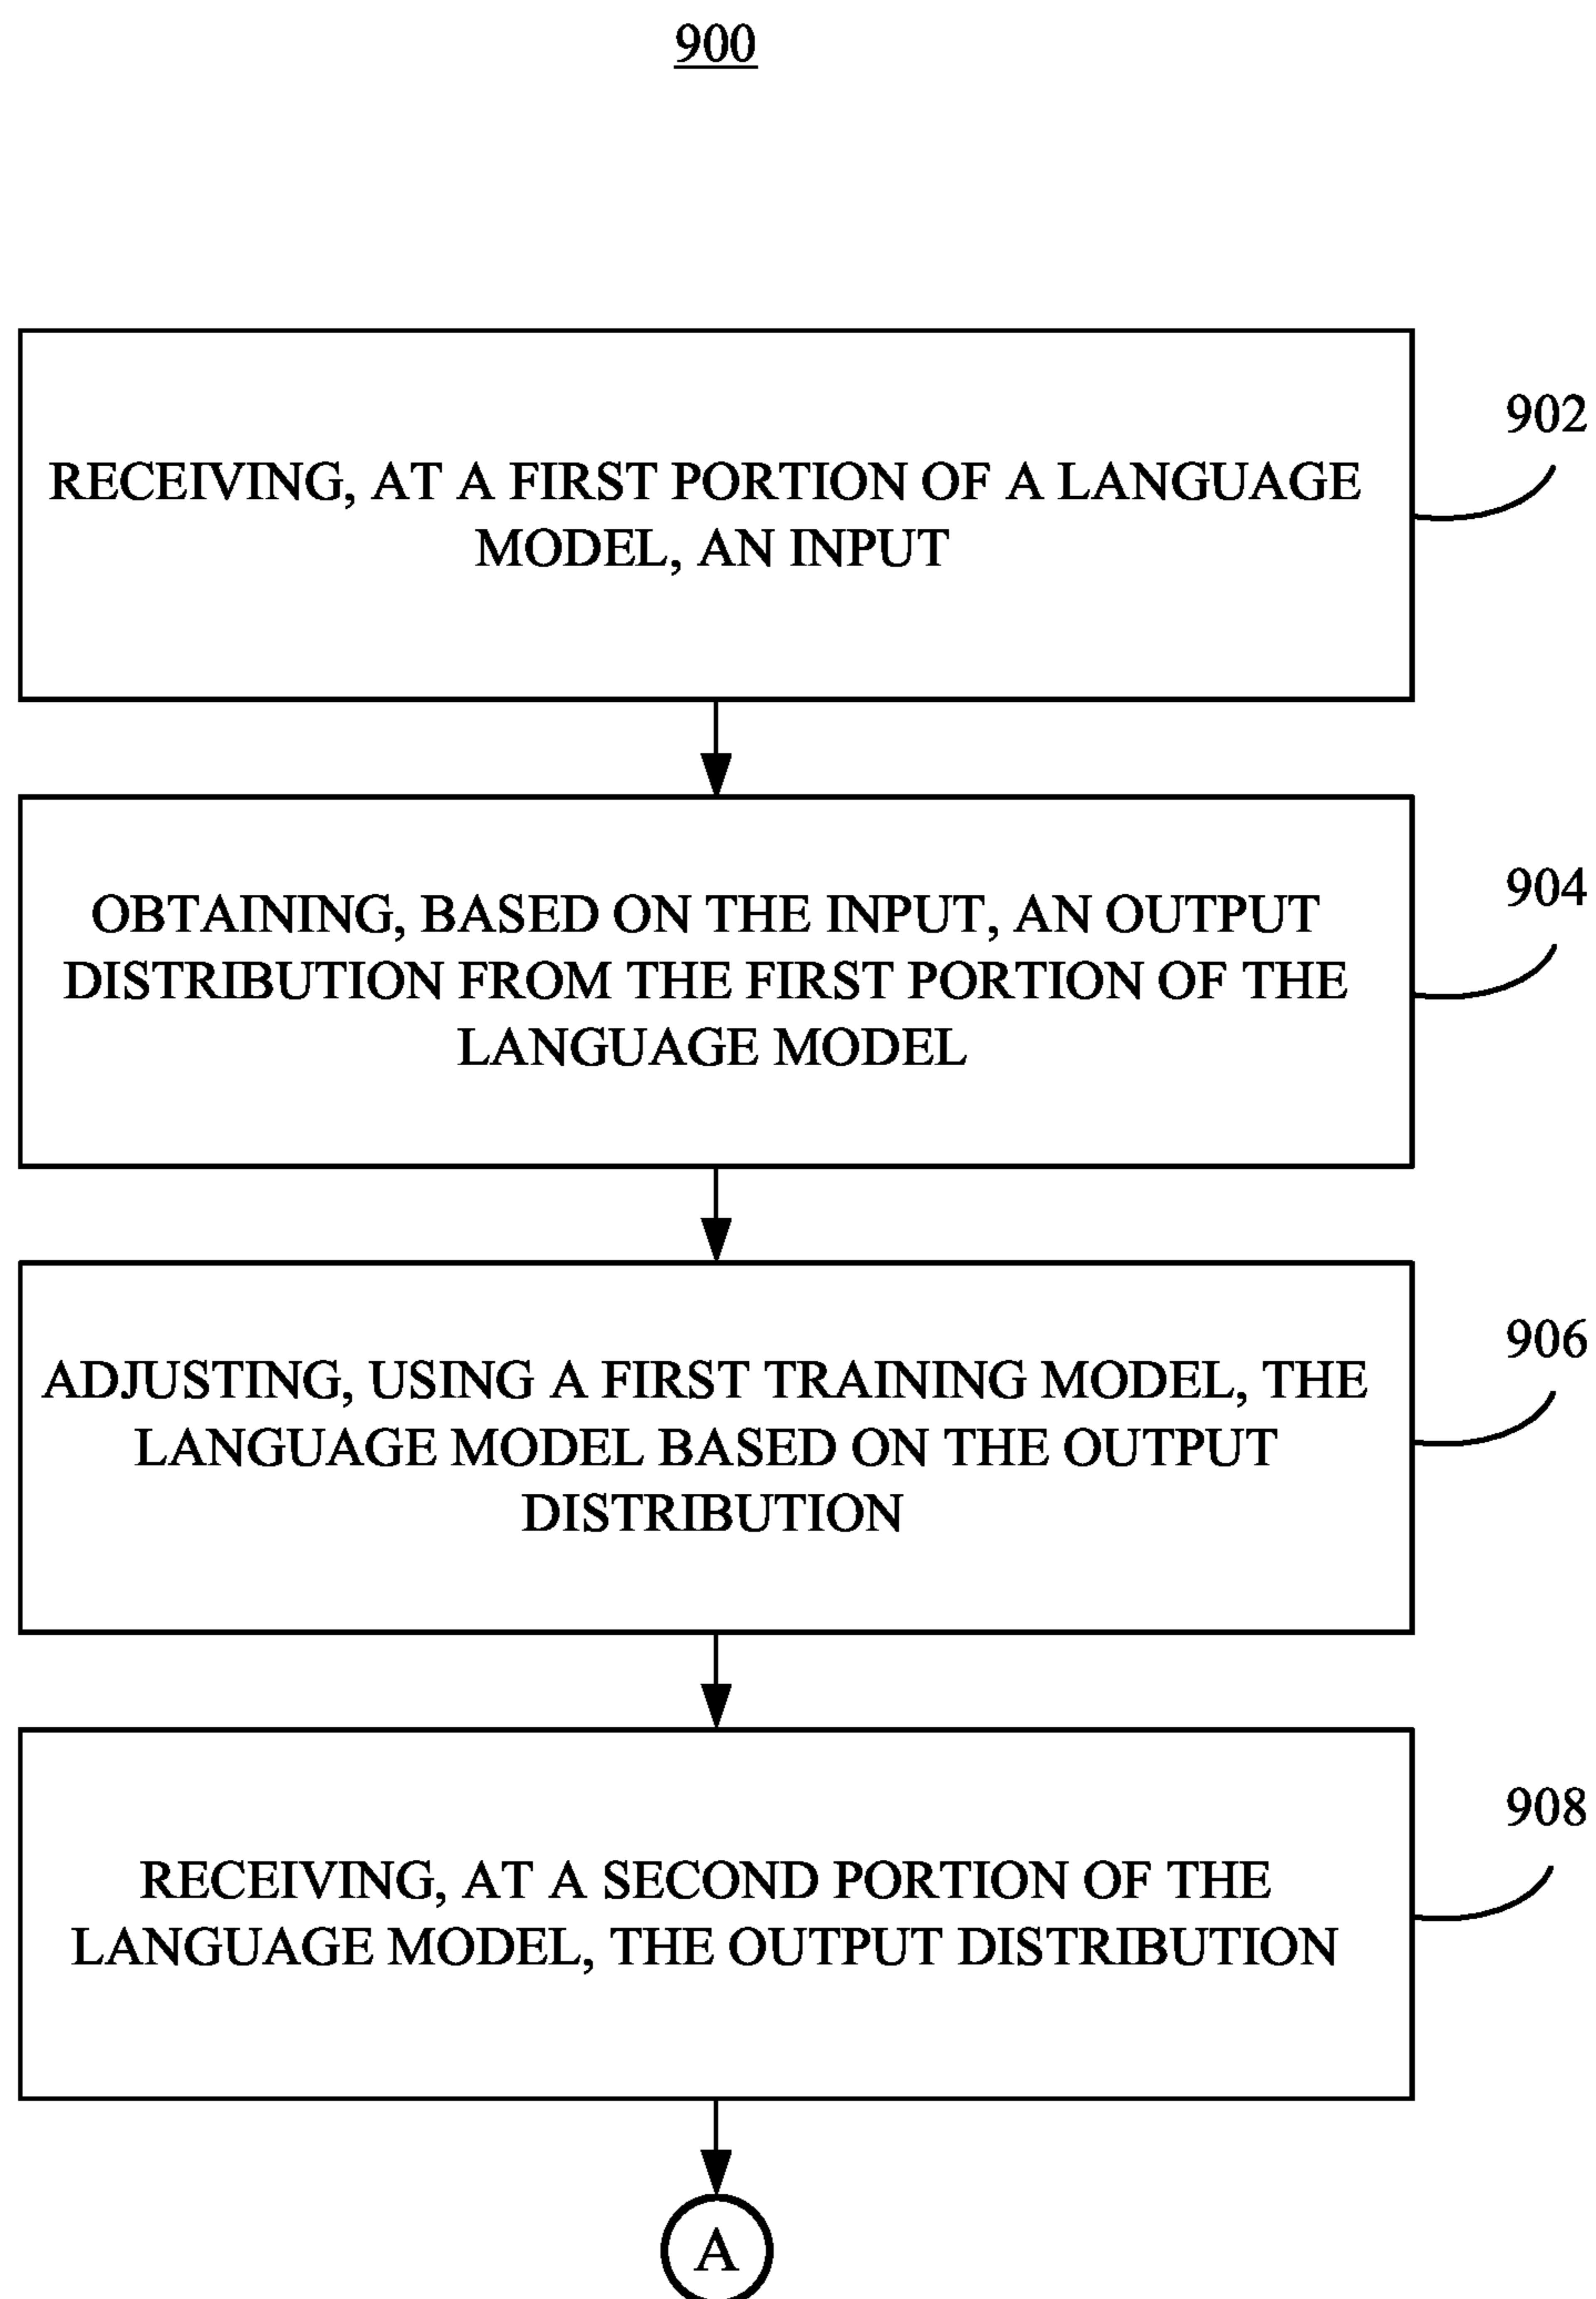 900
902
RECEIVING, AT A FIRST PORTION OF A LANGUAGE
MODEL, AN INPUT
904
OBTAINING, BASED ON THE INPUT, AN OUTPUT
DISTRIBUTION FROM THE FIRST PORTION OF THE
LANGUAGE MODEL
906
ADJUSTING, USING A FIRST TRAINING MODEL, THE
LANGUAGE MODEL BASED ON THE OUTPUT
DISTRIBUTION
908
RECEIVING, AT A SECOND PORTION OF THE
LANGUAGE MODEL, THE OUTPUT DISTRIBUTION
A